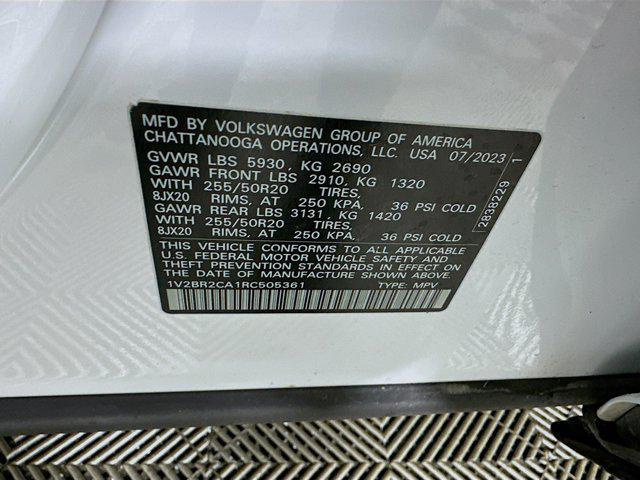 MFD BY VOLKSWAGEN GROUP OF AMERICA
CHATTANOOGA OPERATIONS, LLC. USA 07/2023
GVWR LBS 5930, KG 2690
GAWR FRONT LBS 2910, KG 1320
WITH 255/50R20 TIRES,
8JX20 RIMS, AT 250 KPA, 36 PSI COLD
GAWR REAR LBS 3131, KG 1420
WITH 255/50R20 TIRES,
8JX20 RIMS, AT 250 KPA, 36 PSI COLD
THIS VEHICLE CONFORMS TO ALL APPLICABLE
U.S. FEDERAL MOTOR VEHICLE SAFETY AND
THEFT PREVENTION STANDARDS IN EFFECT ON
THE DATE OF MANUFACTURE SHOWN ABOVE.
1V2BR2CA1RC505361 TYPE: MPV
2838229
1